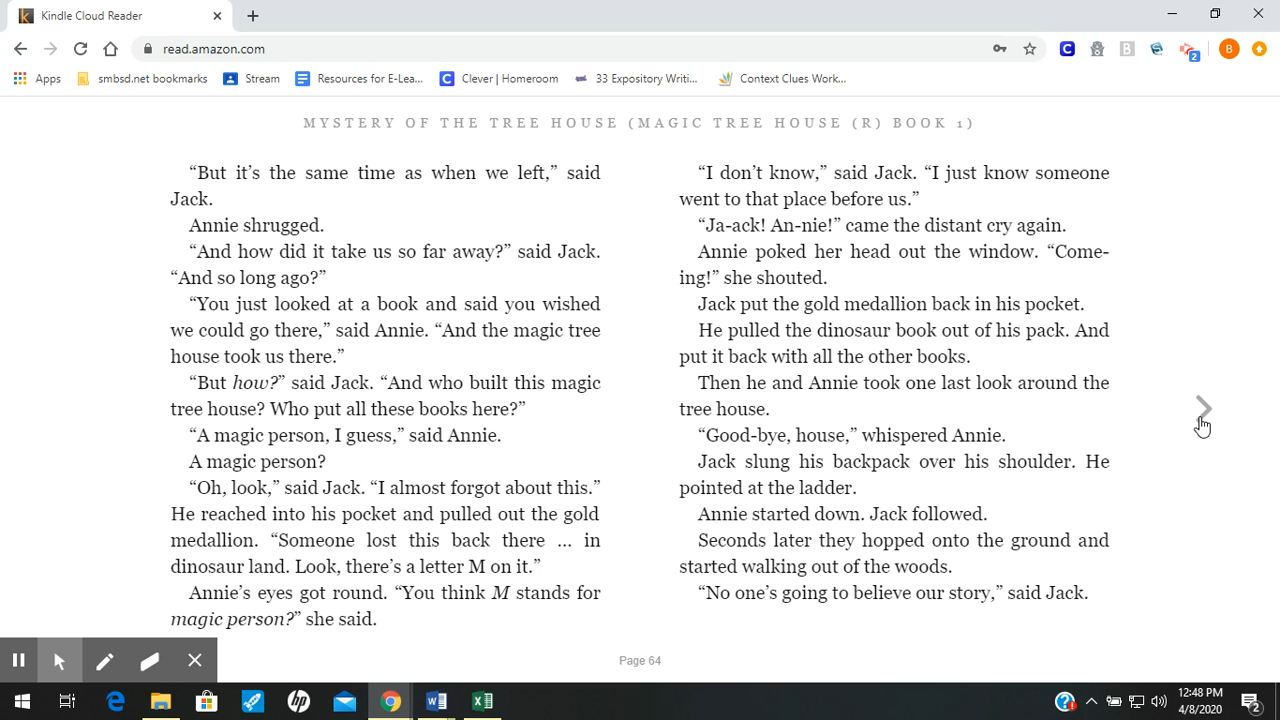 Kindle Cloud Reader
read.amazon.com
Apps
smbsd.net bookmarks
Stream
Resources for E-Lea...
Clever | Homeroom
33 Expository Writi...
Context Clues Work...
MYSTERY OF THE TREE HOUSE (MAGIC TREE HOUSE (R) BOOK 1)
“But it’s the same time as when we left,” said
Jack.
Annie shrugged.
“And how did it take us so far away?” said Jack.
“And so long ago?”
“You just looked at a book and said you wished
we could go there,” said Annie. “And the magic tree
house took us there.”
“But how?” said Jack. “And who built this magic
tree house? Who put all these books here?”
“A magic person, I guess,” said Annie.
A magic person?
“Oh, look,” said Jack. “I almost forgot about this.”
He reached into his pocket and pulled out the gold
medallion. “Someone lost this back there ... in
dinosaur land. Look, there’s a letter M on it.”
Annie’s eyes got round. “You think M stands for
magic person?” she said.
“I don’t know,” said Jack. “I just know someone
went to that place before us.”
“Ja-ack! An-nie!” came the distant cry again.
Annie poked her head out the window. “Come-
ing!” she shouted.
Jack put the gold medallion back in his pocket.
He pulled the dinosaur book out of his pack. And
put it back with all the other books.
Then he and Annie took one last look around the
tree house.
“Good-bye, house,” whispered Annie.
Jack slung his backpack over his shoulder. He
pointed at the ladder.
Annie started down. Jack followed.
Seconds later they hopped onto the ground and
started walking out of the woods.
“No one’s going to believe our story,” said Jack.
Page 64
12:48 PM
4/8/2020